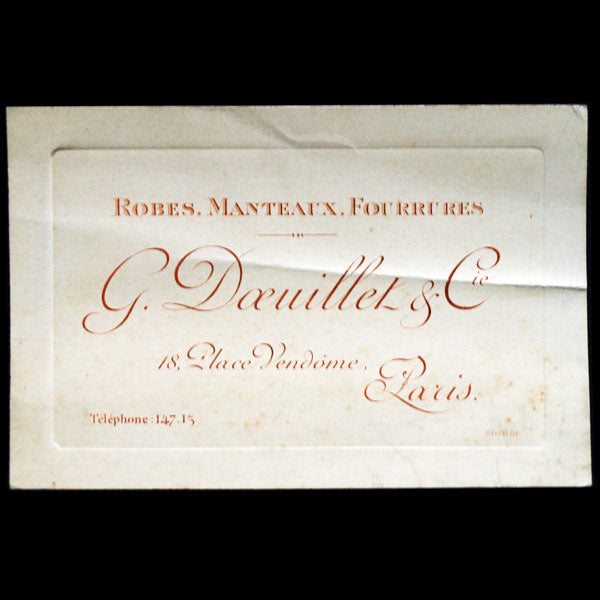 ROBES. MANTEAUX. FOURRURES
G. Dœuillet & Cie
18, Place Vendôme.
Paris.
Téléphone: 147.15